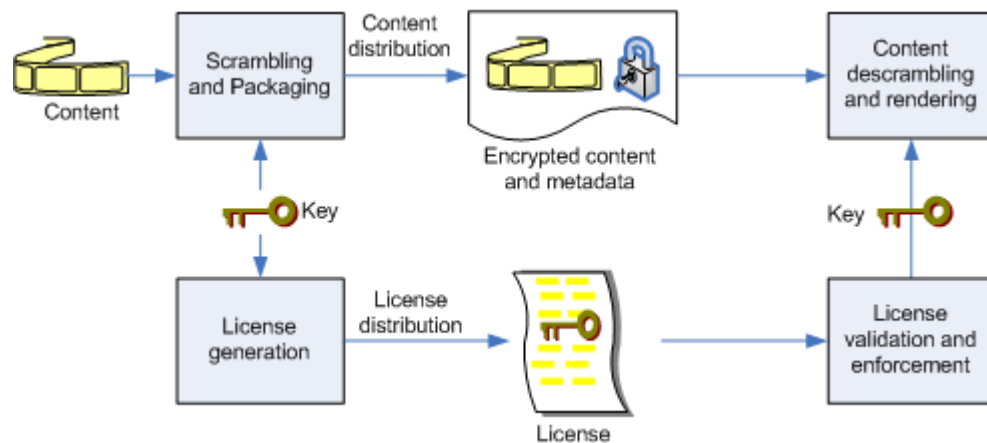 Content
Scrambling
and Packaging
Content
distribution
Encrypted content
and metadata
Content
descrambling
and rendering
Key
Key
License
generation
License
distribution
License
License
validation and
enforcement